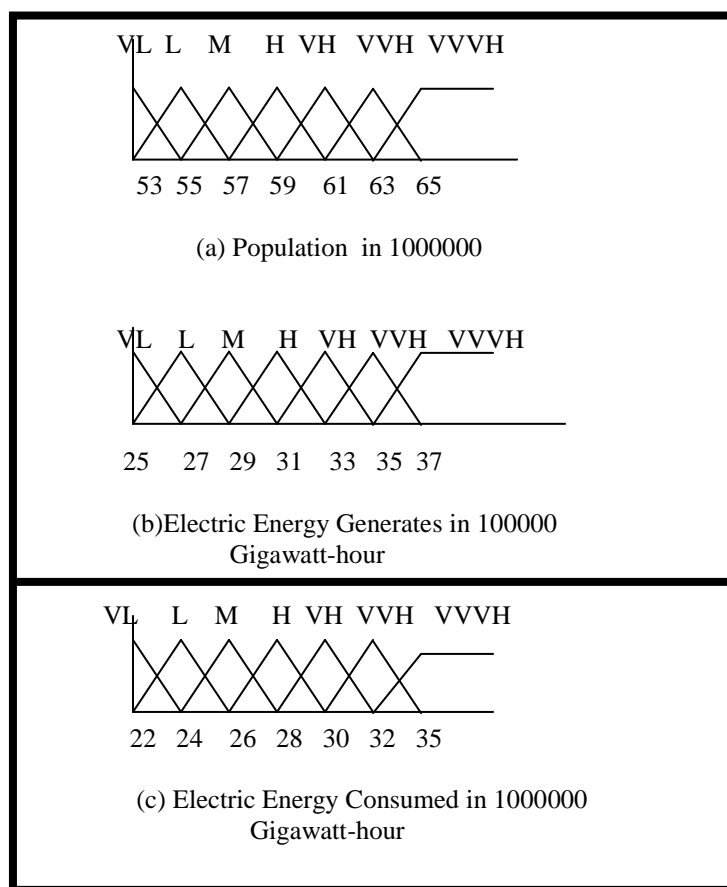 VL L M H VH VVH VVVH
53 55 57 59 61 63 65
(a) Population in 1000000
VL L M H VH VVH VVVH
25 27 29 31 33 35 37
(b)Electric Energy Generates in 100000
Gigawatt-hour
VL L M H VH VVH VVVH
22 24 26 28 30 32 35
(c) Electric Energy Consumed in 1000000
Gigawatt-hour